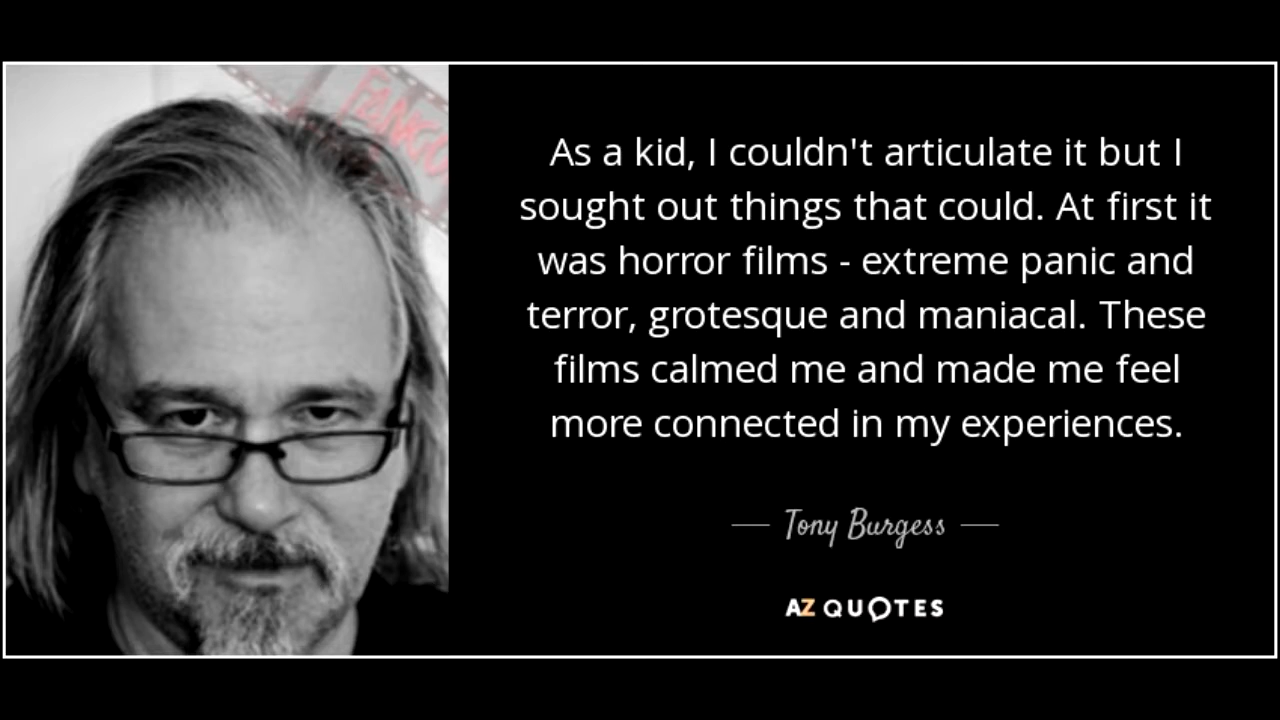 FANGO
As a kid, I couldn't articulate it but I
sought out things that could. At first it
was horror films - extreme panic and
terror, grotesque and maniacal. These
films calmed me and made me feel
more connected in my experiences.
Tony Burgess
AZ QUOTES